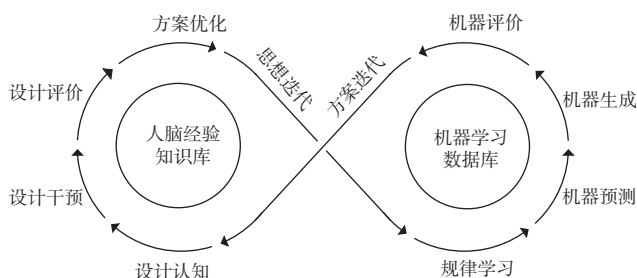 方案优化
机器评价
思想迭代
方案迭代
设计评价
机器生成
人脑经验
知识库
机器学习
数据库
设计干预
机器预测
设计认知
规律学习